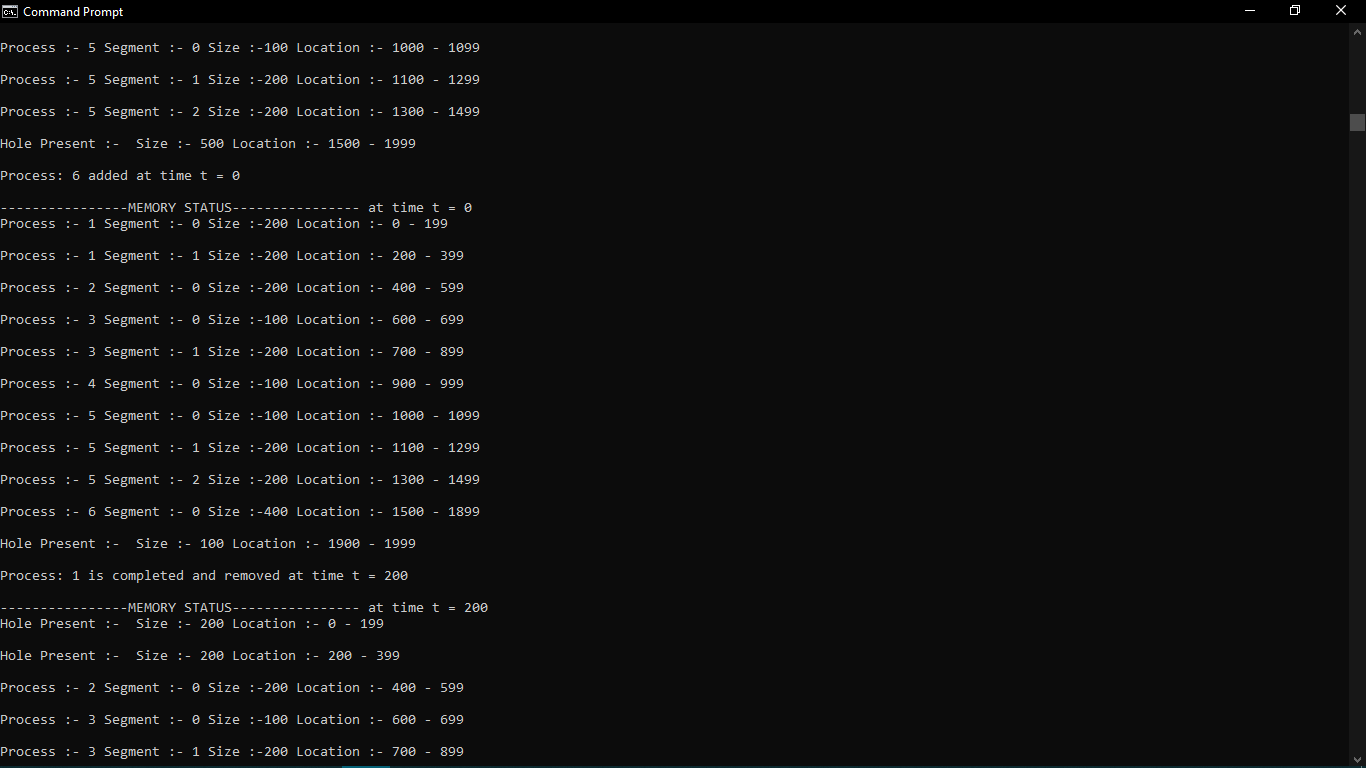 Command Prompt
Process :- 5 Segment :- 0 Size :-100 Location :- 1000 - 1099
Process :- 5 Segment :- 1 Size :-200 Location :- 1100 - 1299
Process :- 5 Segment :- 2 Size :-200 Location :- 1300 - 1499
Hole Present :-  Size :- 500 Location :- 1500 - 1999
Process: 6 added at time t = 0
----------------MEMORY STATUS---------------- at time t = 0
Process :- 1 Segment :- 0 Size :-200 Location :- 0 - 199
Process :- 1 Segment :- 1 Size :-200 Location :- 200 - 399
Process :- 2 Segment :- 0 Size :-200 Location :- 400 - 599
Process :- 3 Segment :- 0 Size :-100 Location :- 600 - 699
Process :- 3 Segment :- 1 Size :-200 Location :- 700 - 899
Process :- 4 Segment :- 0 Size :-100 Location :- 900 - 999
Process :- 5 Segment :- 0 Size :-100 Location :- 1000 - 1099
Process :- 5 Segment :- 1 Size :-200 Location :- 1100 - 1299
Process :- 5 Segment :- 2 Size :-200 Location :- 1300 - 1499
Process :- 6 Segment :- 0 Size :-400 Location :- 1500 - 1899
Hole Present :-  Size :- 100 Location :- 1900 - 1999
Process: 1 is completed and removed at time t = 200
----------------MEMORY STATUS---------------- at time t = 200
Hole Present :-  Size :- 200 Location :- 0 - 199
Hole Present :-  Size :- 200 Location :- 200 - 399
Process :- 2 Segment :- 0 Size :-200 Location :- 400 - 599
Process :- 3 Segment :- 0 Size :-100 Location :- 600 - 699
Process :- 3 Segment :- 1 Size :-200 Location :- 700 - 899